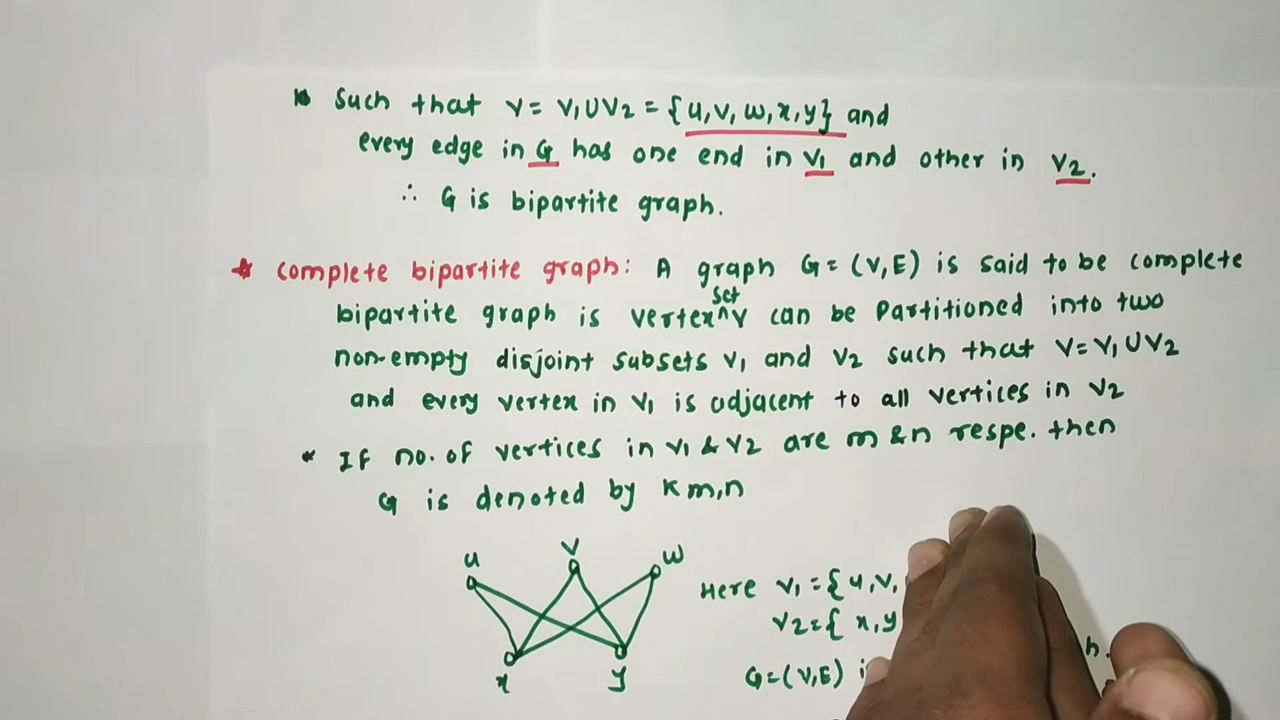 Such that V = V1 U V2 = {u, v, w, x, y} and
every edge in G has one end in V1 and other in V2.
∴ G is bipartite graph.
* Complete bipartite graph: A graph G = (V, E) is said to be complete
set
bipartite graph is vertex ^ V can be partitioned into two
non-empty disjoint subsets V1 and V2 such that V = V1 U V2
and every vertex in V1 is adjacent to all vertices in V2
* If no. of vertices in V1 & V2 are m & n respe. then
G is denoted by K m,n
u v w
Here V1 = {u, v,
V2 = { x, y
G = (V, E)
h.
x y